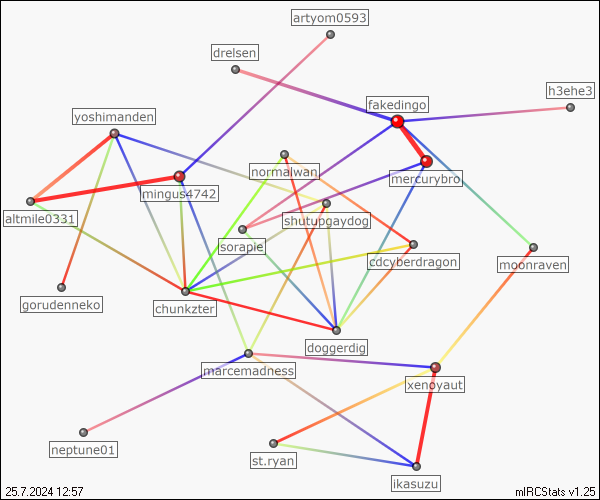 artyom0593
drelsen
h3ehe3
fakedingo
yoshimanden
normalwan
mercurybro
mingus4742
altmile0331
shutupgaydog
sorapie
cdcyberdragon
moonraven
gorudenneko
chunkzter
doggerdig
marcemadness
xenoyaut
neptune01
st.ryan
ikasuzu
25.7.2024 12:57
mIRCStats v1.25